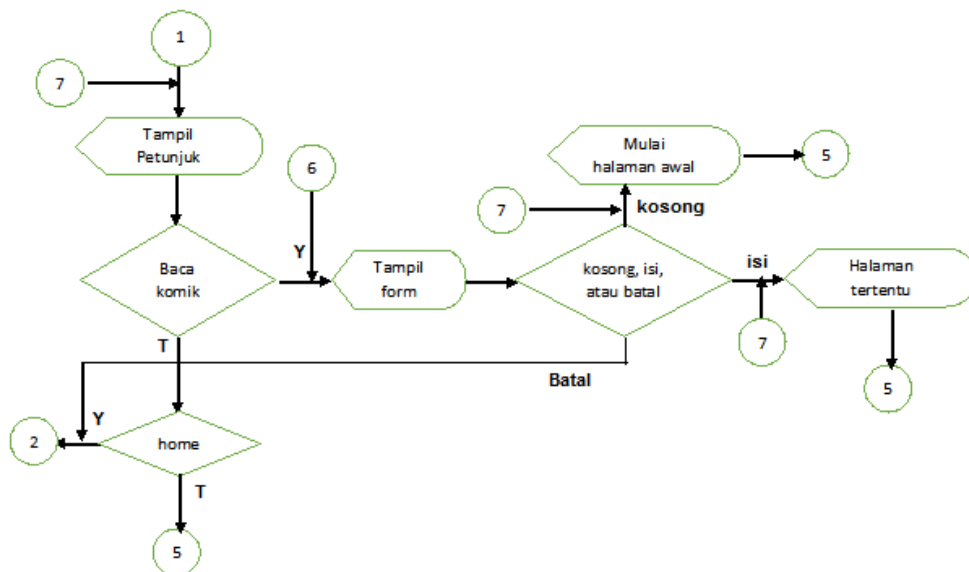 1
7
Tampil
Petunjuk
6
Mulai
halaman awal
5
7
kosong
Baca
komik
Y
Tampil
form
kosong, isi,
atau batal
isi
Halaman
tertentu
7
T
Batal
5
Y
2
home
T
5